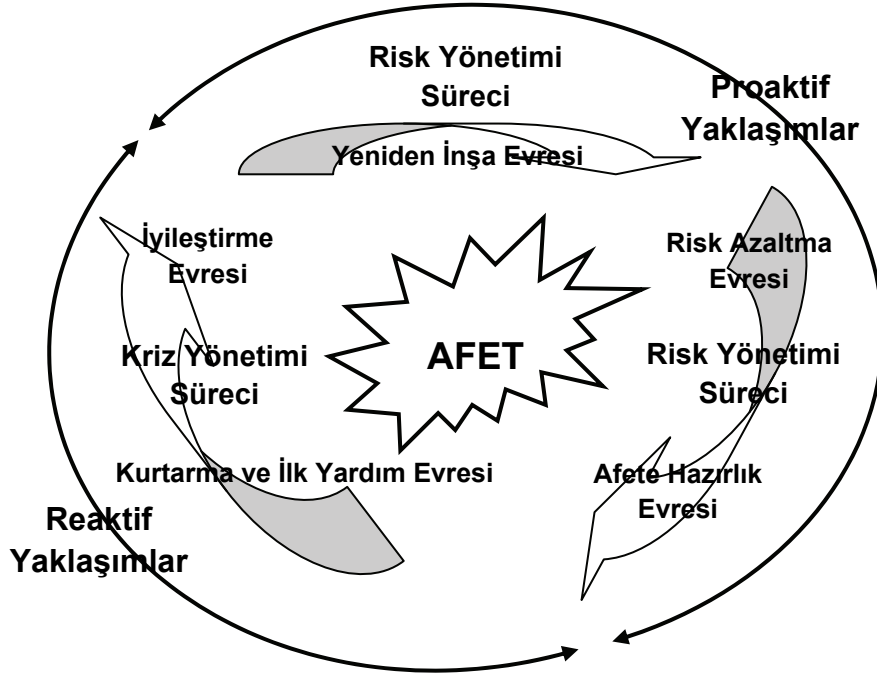 Risk Yönetimi
Süreci
Proaktif
Yaklaşımlar
Yeniden İnşa Evresi
İyileştirme
Evresi
Risk Azaltma
Evresi
Kriz Yönetimi
Süreci
AFET
Risk Yönetimi
Süreci
Kurtarma ve İlk Yardım Evresi
Afete Hazırlık
Evresi
Reaktif
Yaklaşımlar